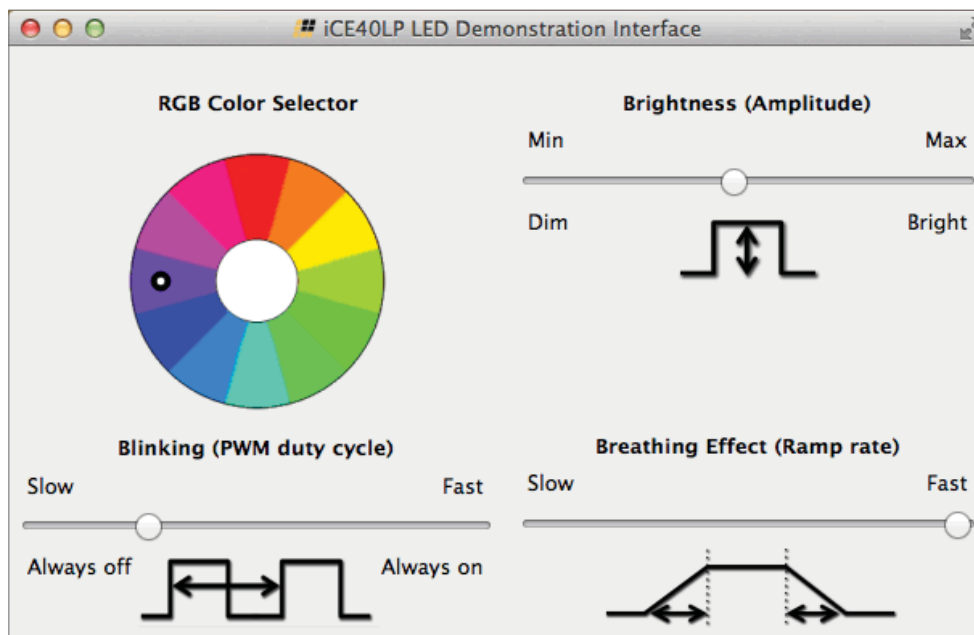 iCE40LP LED Demonstration Interface
RGB Color Selector
Brightness (Amplitude)
Min Max
Dim Bright
Blinking (PWM duty cycle)
Slow Fast
Always off Always on
Breathing Effect (Ramp rate)
Slow Fast